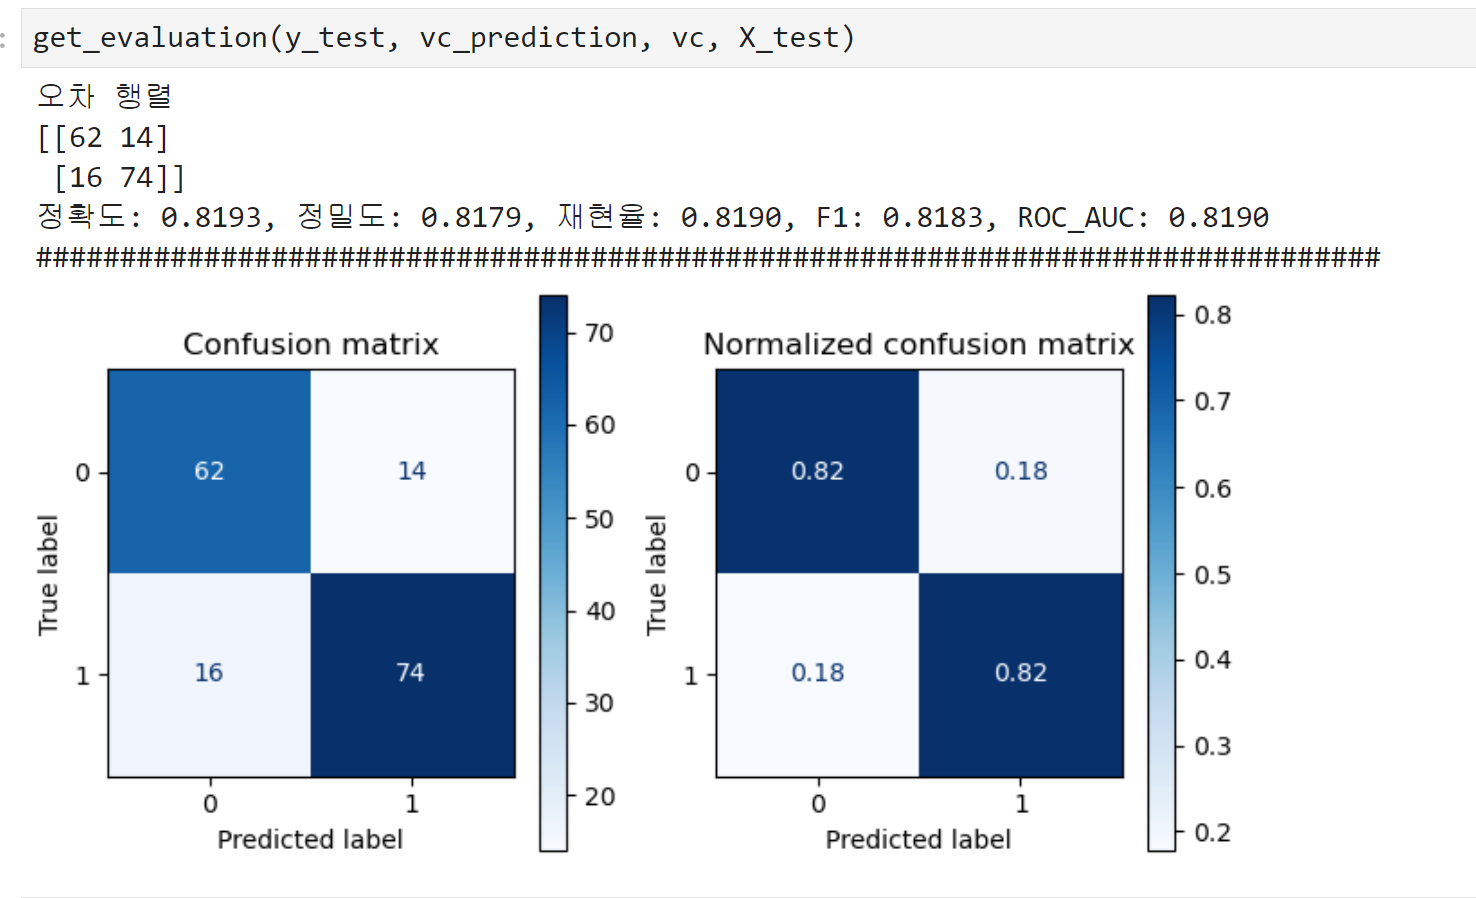 get_evaluation(y_test, vc_prediction, vc, X_test)
오차 행렬
[[62 14]
 [16 74]]
정확도: 0.8193, 정밀도: 0.8179, 재현율: 0.8190, F1: 0.8183, ROC_AUC: 0.8190
################################################################################
Confusion matrix
True label
0
1
62 14
16 74
0 1
Predicted label
70
60
50
40
30
20
Normalized confusion matrix
True label
0
1
0.82 0.18
0.18 0.82
0 1
Predicted label
0.8
0.7
0.6
0.5
0.4
0.3
0.2